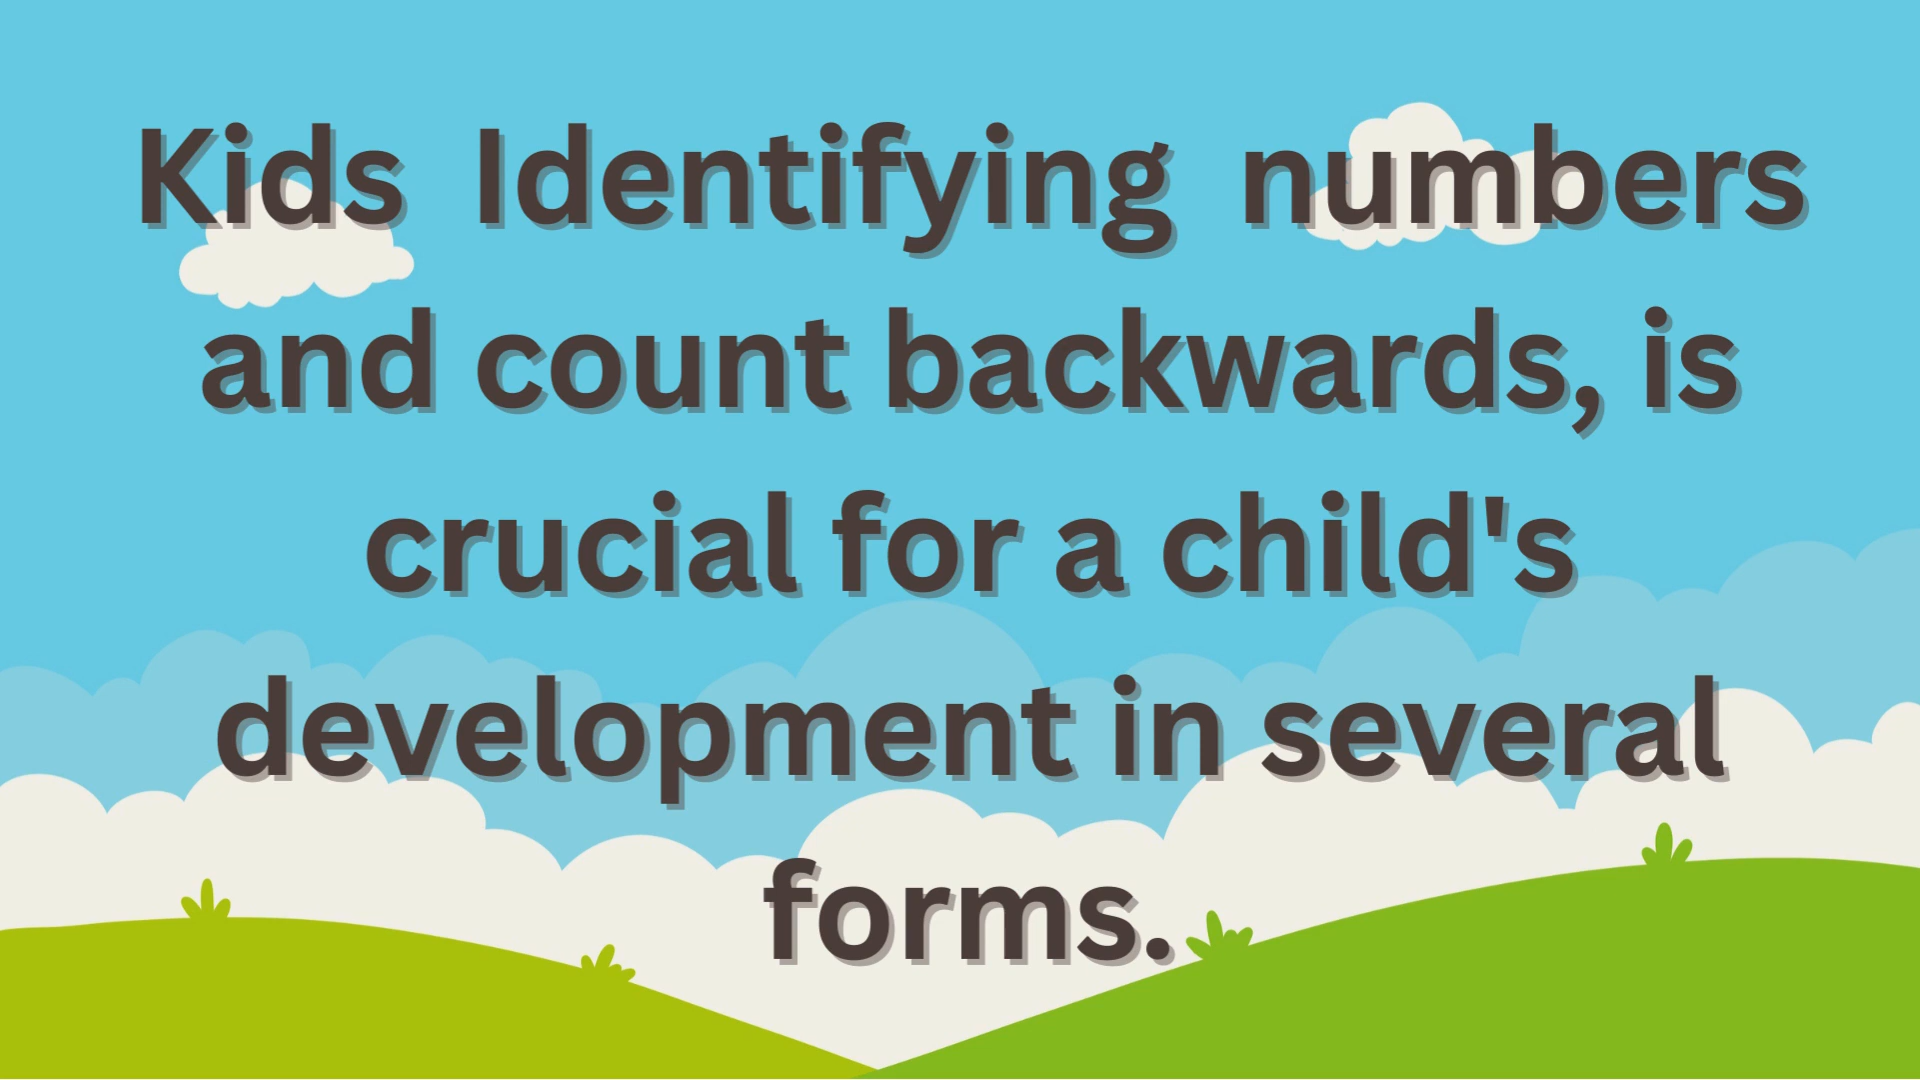 Kids Identifying numbers
and count backwards, is
crucial for a child's
development in several
forms.